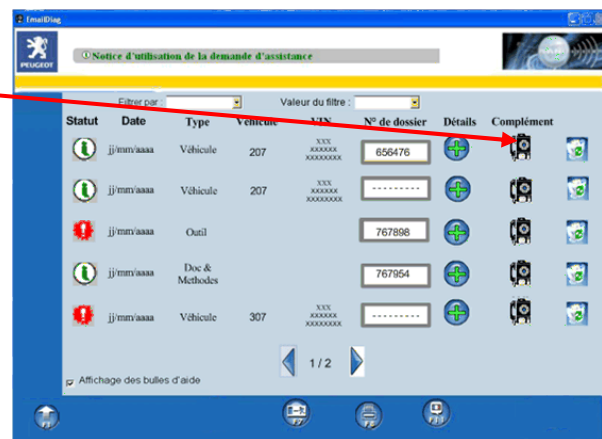 EmailDiag
PEUGEOT
Notice d'utilisation de la demande d'assistance
Filtrer par : Valeur du filtre :
Statut Date Type Véhicule VIN N° de dossier Détails Complément
jj/mm/aaaa Véhicule 207 xxx xxxxxx xxxxxxxx 656476
jj/mm/aaaa Véhicule 207 xxx xxxxxx xxxxxxxx ---------
jj/mm/aaaa Outil 767898
jj/mm/aaaa Doc & Methodes 767954
jj/mm/aaaa Véhicule 307 xxx xxxxxx xxxxxxxx ---------
1 / 2
Affichage des bulles d'aide